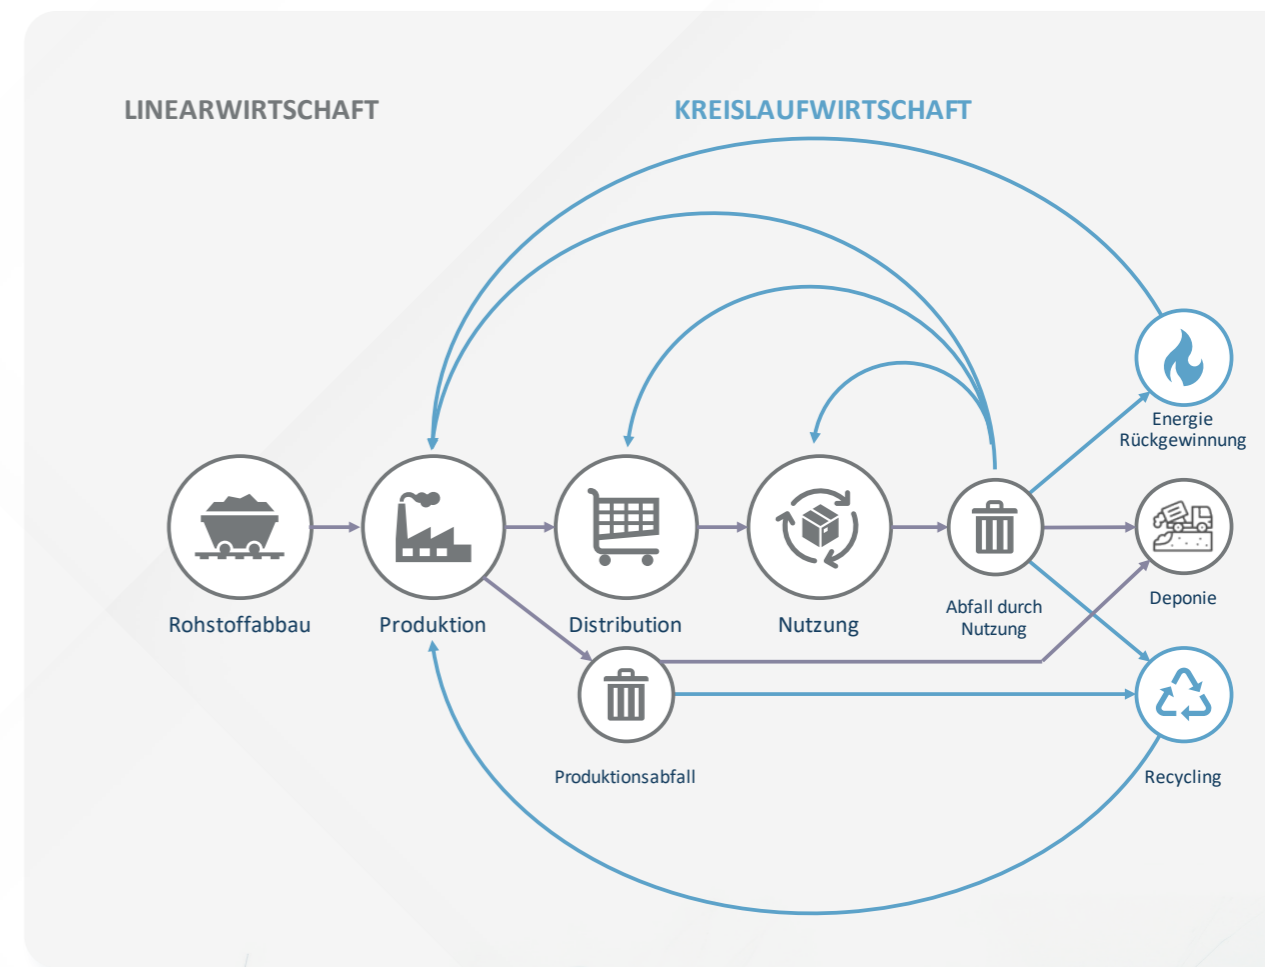 LINEARWIRTSCHAFT
KREISLAUFWIRTSCHAFT
Energie
Rückgewinnung
Rohstoffabbau
Produktion
Distribution
Nutzung
Abfall durch
Nutzung
Deponie
Produktionsabfall
Recycling